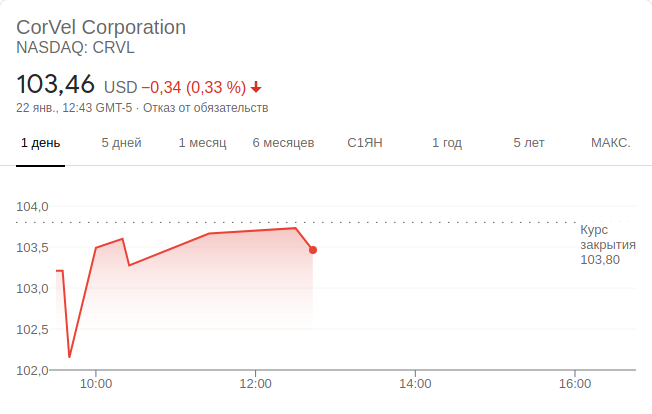 CorVel Corporation
NASDAQ: CRVL
103,46 USD −0,34 (0,33 %)
22 янв., 12:43 GMT-5 · Отказ от обязательств
1 день 5 дней 1 месяц 6 месяцев С1ЯН 1 год 5 лет МАКС.
104,0
Курс
103,5
закрытия
103,80
103,0
102,5
102,0
10:00 12:00 14:00 16:00